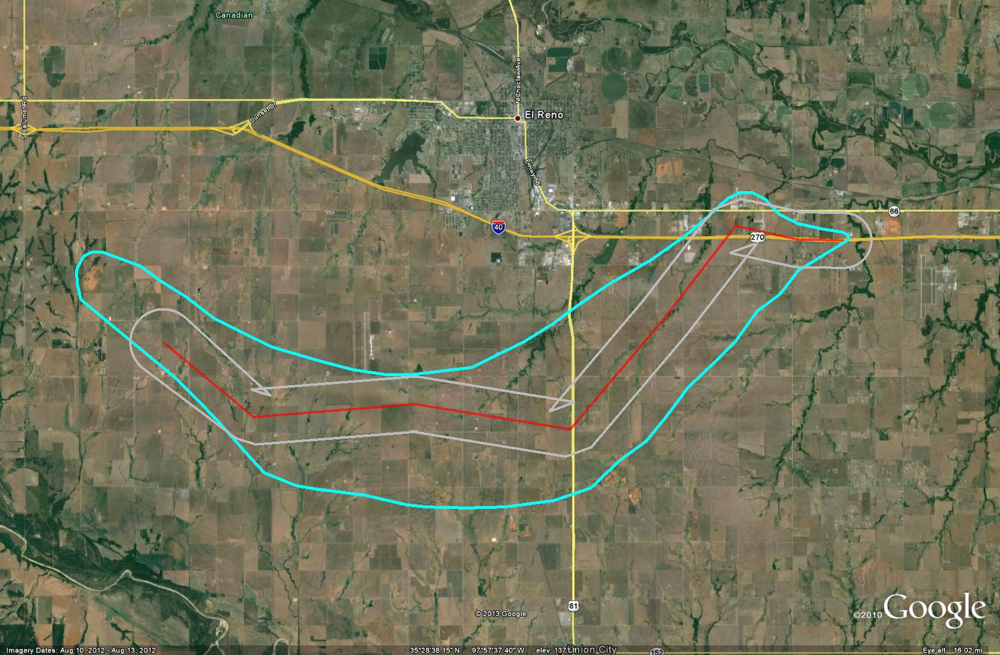 Canadian
N Choctaw Ave
S Calumet Rd
Sunset Dr
El Reno
E Hwy 66
66
40
270
81
© 2013 Google
©2010 Google
Imagery Dates: Aug 10, 2012 - Aug 13, 2012
35°28'38.15" N 97°57'37.40" W elev 1371 ft
Union City
152
Eye alt 16.02 mi